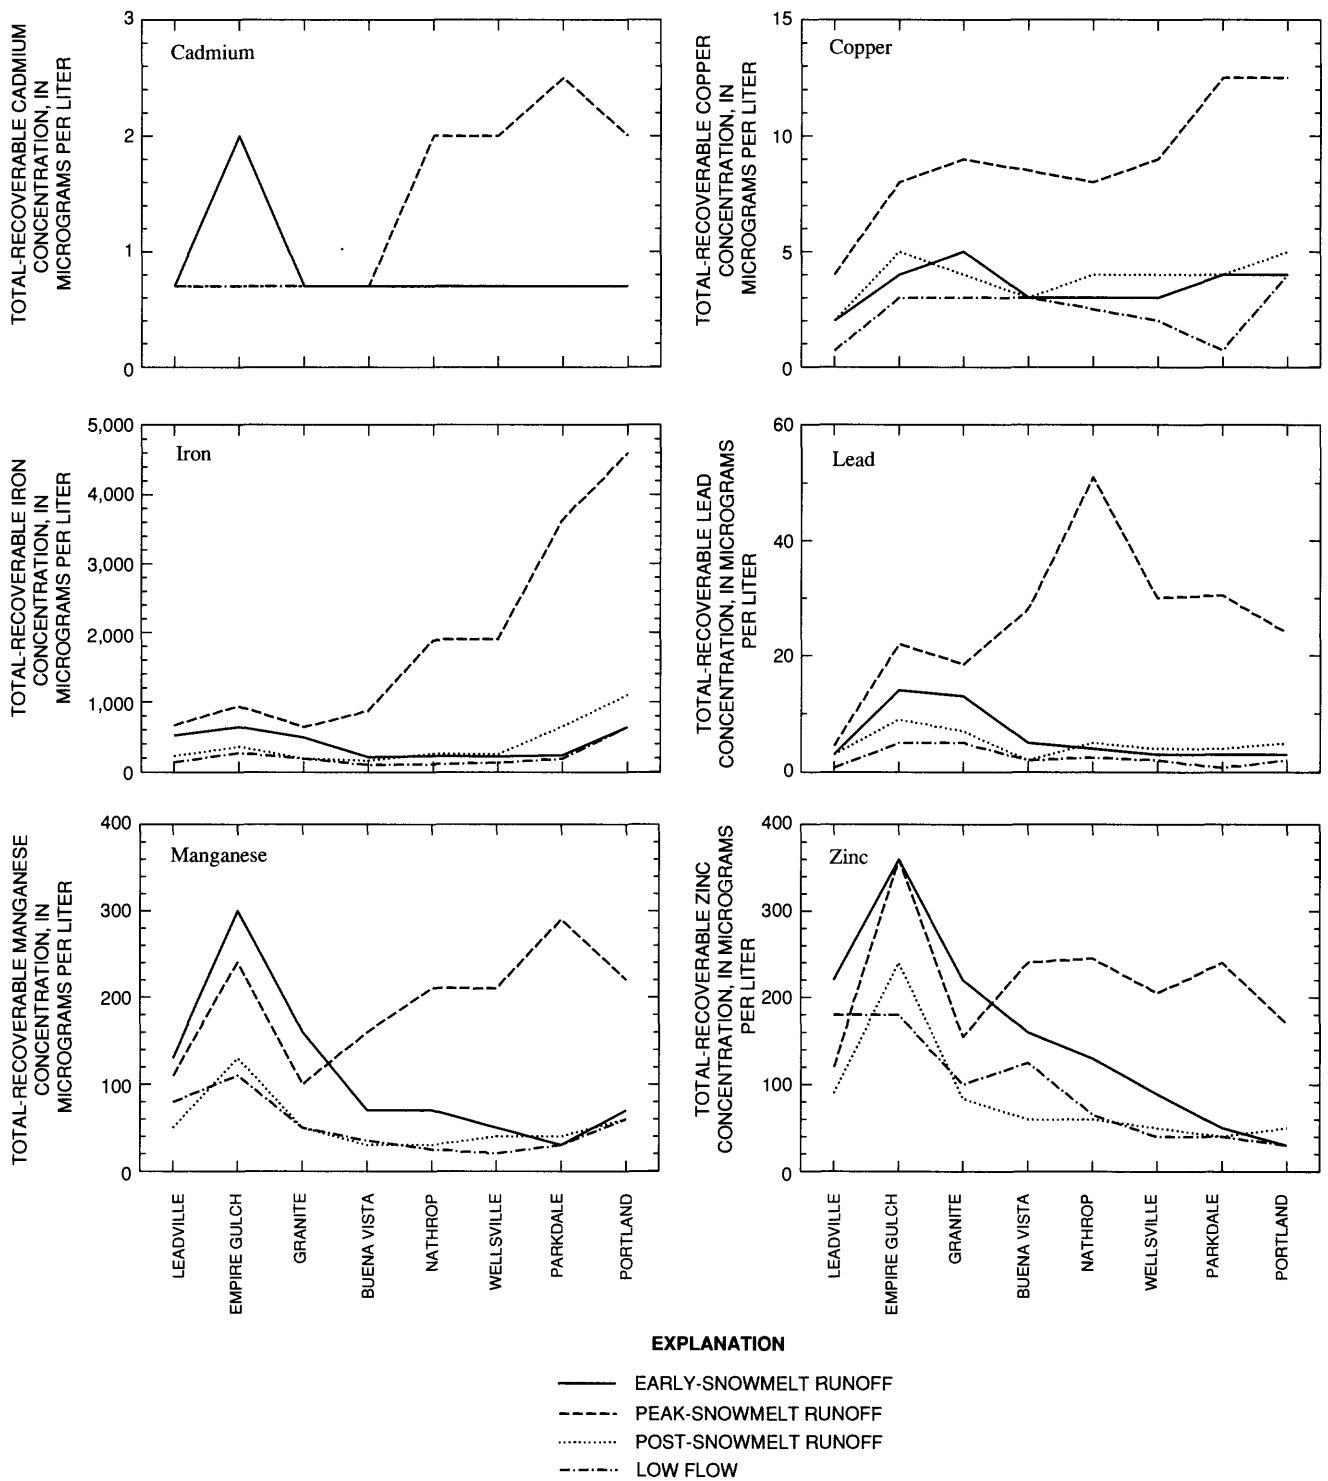 TOTAL-RECOVERABLE CADMIUM
CONCENTRATION, IN
MICROGRAMS PER LITER
3
2
1
0
Cadmium
TOTAL-RECOVERABLE COPPER
CONCENTRATION, IN
MICROGRAMS PER LITER
15
10
5
0
Copper
TOTAL-RECOVERABLE IRON
CONCENTRATION, IN
MICROGRAMS PER LITER
5,000
4,000
3,000
2,000
1,000
0
Iron
TOTAL-RECOVERABLE LEAD
CONCENTRATION, IN MICROGRAMS
PER LITER
60
40
20
0
Lead
TOTAL-RECOVERABLE MANGANESE
CONCENTRATION, IN
MICROGRAMS PER LITER
400
300
200
100
0
Manganese
LEADVILLE
EMPIRE GULCH
GRANITE
BUENA VISTA
NATHROP
WELLSVILLE
PARKDALE
PORTLAND
TOTAL-RECOVERABLE ZINC
CONCENTRATION, IN MICROGRAMS
PER LITER
400
300
200
100
0
Zinc
LEADVILLE
EMPIRE GULCH
GRANITE
BUENA VISTA
NATHROP
WELLSVILLE
PARKDALE
PORTLAND
EXPLANATION
EARLY-SNOWMELT RUNOFF
PEAK-SNOWMELT RUNOFF
POST-SNOWMELT RUNOFF
LOW FLOW